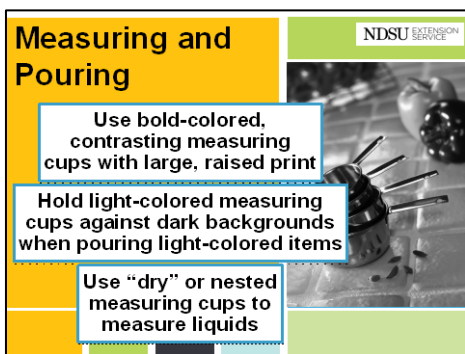 Measuring and
Pouring
NDSU EXTENSION
SERVICE
Use bold-colored,
contrasting measuring
cups with large, raised print
Hold light-colored measuring
cups against dark backgrounds
when pouring light-colored items
Use “dry” or nested
measuring cups to
measure liquids